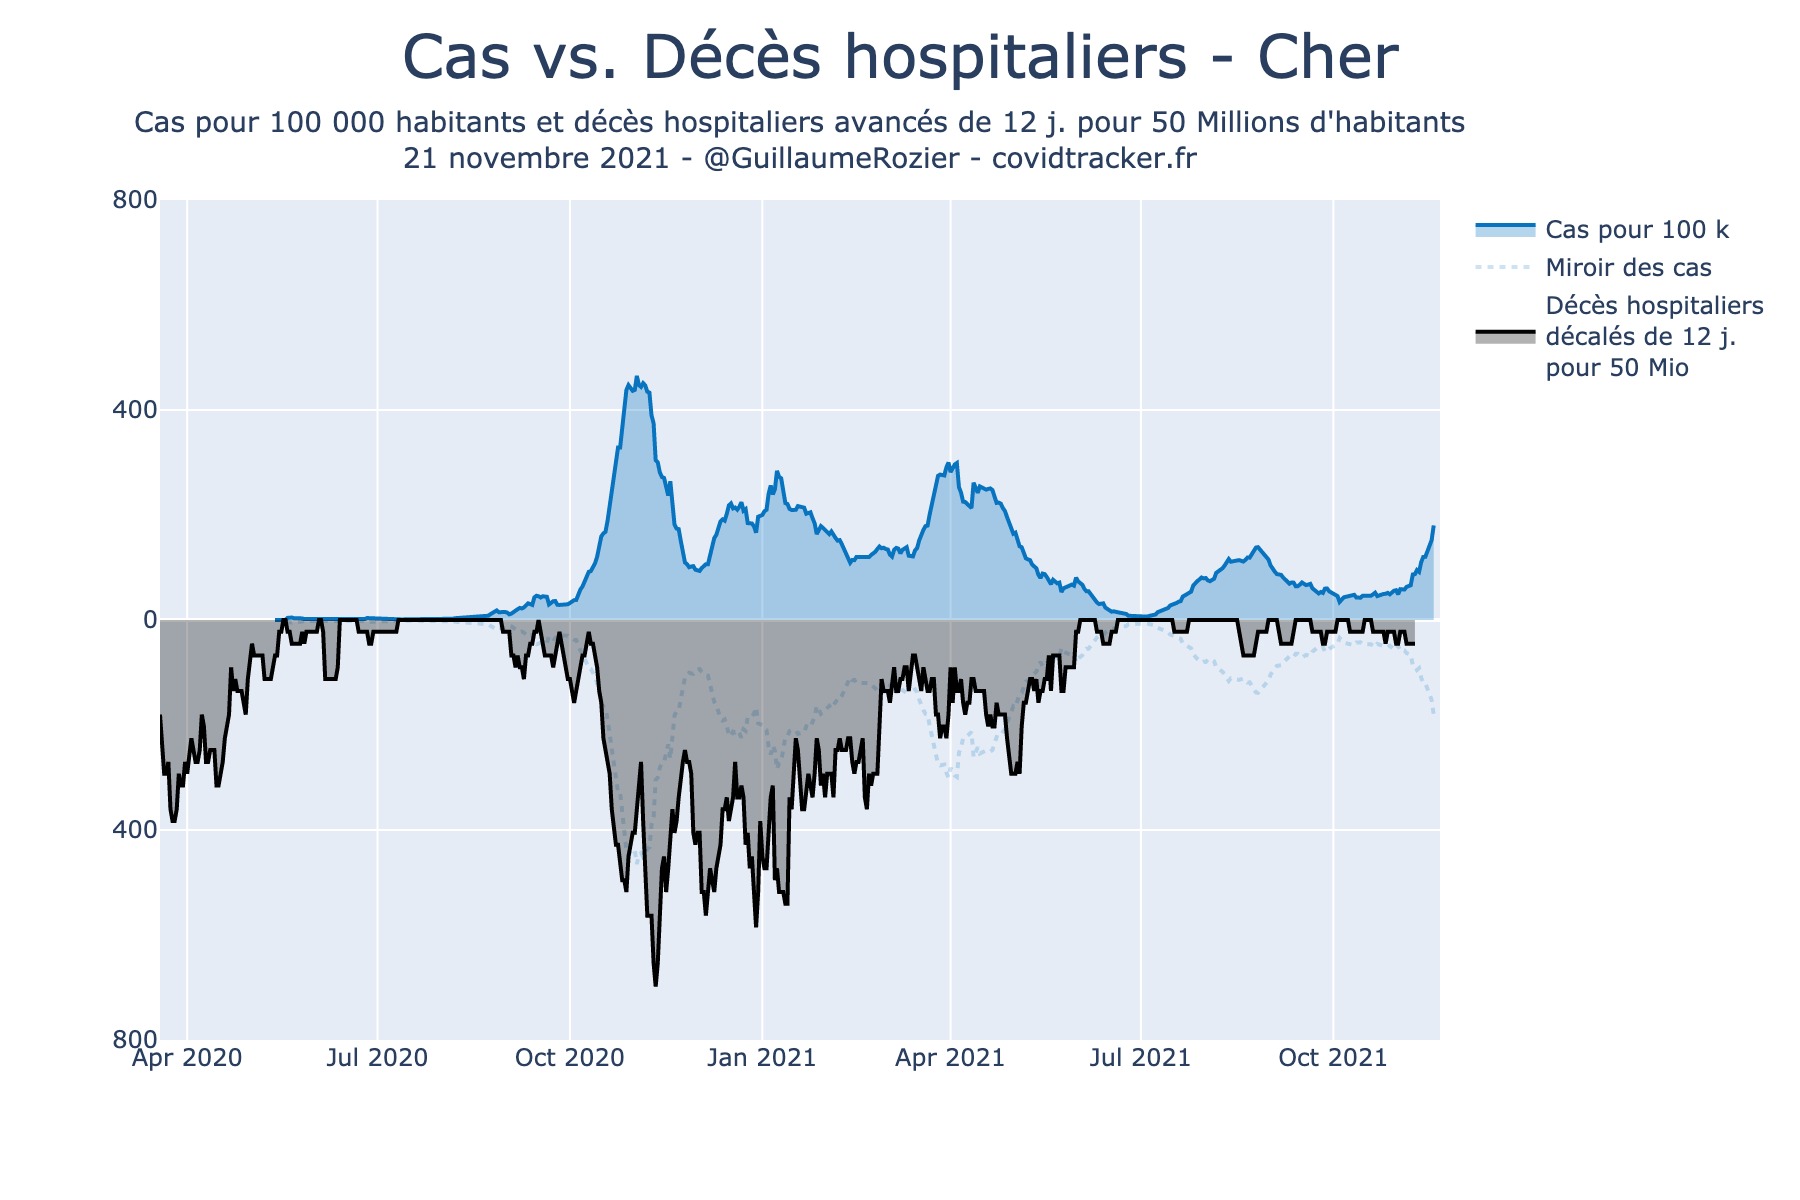 Cas vs. Décès hospitaliers - Cher
Cas pour 100 000 habitants et décès hospitaliers avancés de 12 j. pour 50 Millions d'habitants
21 novembre 2021 - @GuillaumeRozier - covidtracker.fr
800
400
0
400
800
Apr 2020
Jul 2020
Oct 2020
Jan 2021
Apr 2021
Jul 2021
Oct 2021
Cas pour 100 k
Miroir des cas
Décès hospitaliers
décalés de 12 j.
pour 50 Mio